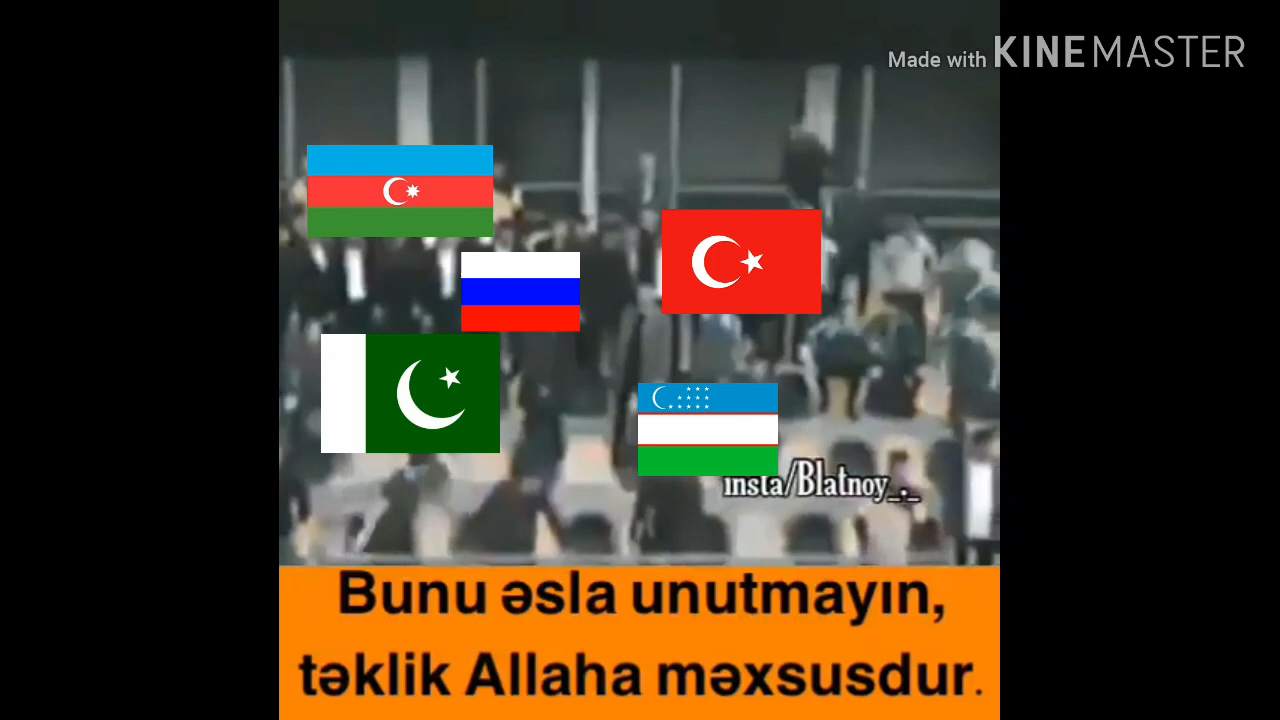 Made with KINEMASTER
insta/Blatnoy_._
Bunu əsla unutmayın,
təklik Allaha məxsusdur.